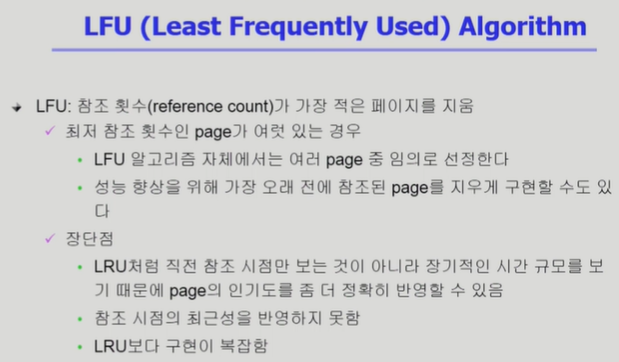 LFU (Least Frequently Used) Algorithm
LFU: 참조 횟수(reference count)가 가장 적은 페이지를 지움
최저 참조 횟수인 page가 여럿 있는 경우
LFU 알고리즘 자체에서는 여러 page 중 임의로 선정한다
성능 향상을 위해 가장 오래 전에 참조된 page를 지우게 구현할 수도 있
다
장단점
LRU처럼 직전 참조 시점만 보는 것이 아니라 장기적인 시간 규모를 보
기 때문에 page의 인기도를 좀 더 정확히 반영할 수 있음
참조 시점의 최근성을 반영하지 못함
LRU보다 구현이 복잡함